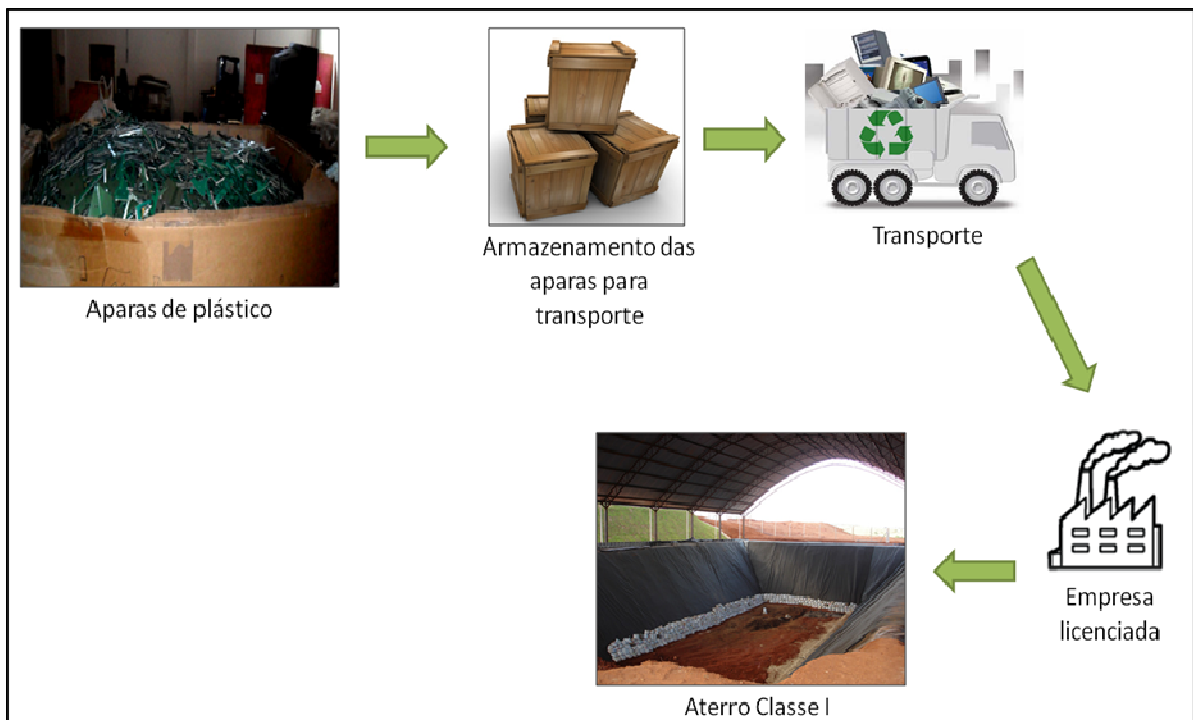 Aparas de plástico
Armazenamento das
aparas para
transporte
Transporte
Empresa
licenciada
Aterro Classe I